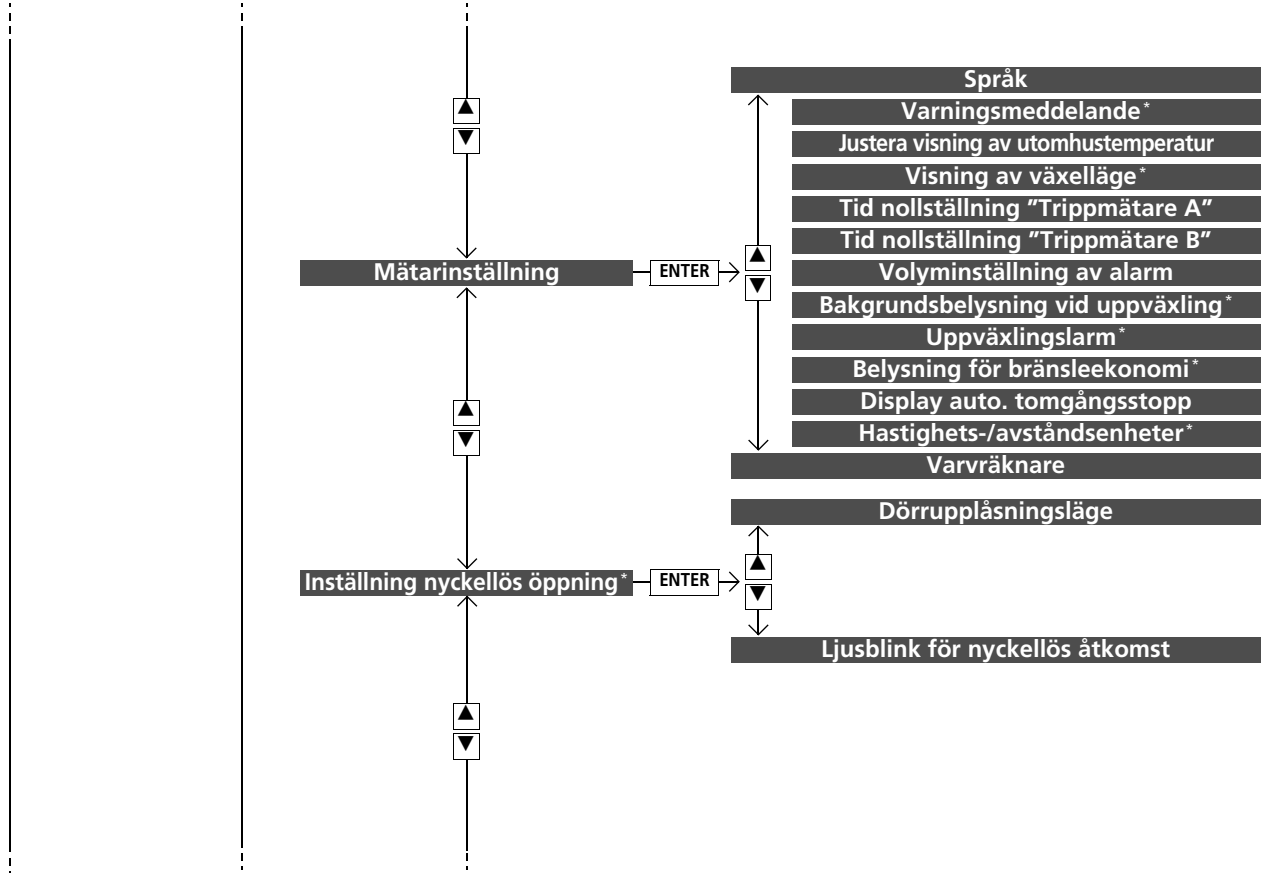 Språk
Varningsmeddelande*
Justera visning av utomhustemperatur
Visning av växelläge*
Tid nollställning "Trippmätare A"
Tid nollställning "Trippmätare B"
Mätarinställning
ENTER
Volyminställning av alarm
Bakgrundsbelysning vid uppväxling*
Uppväxlingslarm*
Belysning för bränsleekonomi*
Display auto. tomgångsstopp
Hastighets-/avståndsenheter*
Varvräknare
Dörrupplåsningsläge
Inställning nyckellös öppning*
ENTER
Ljusblink för nyckellös åtkomst